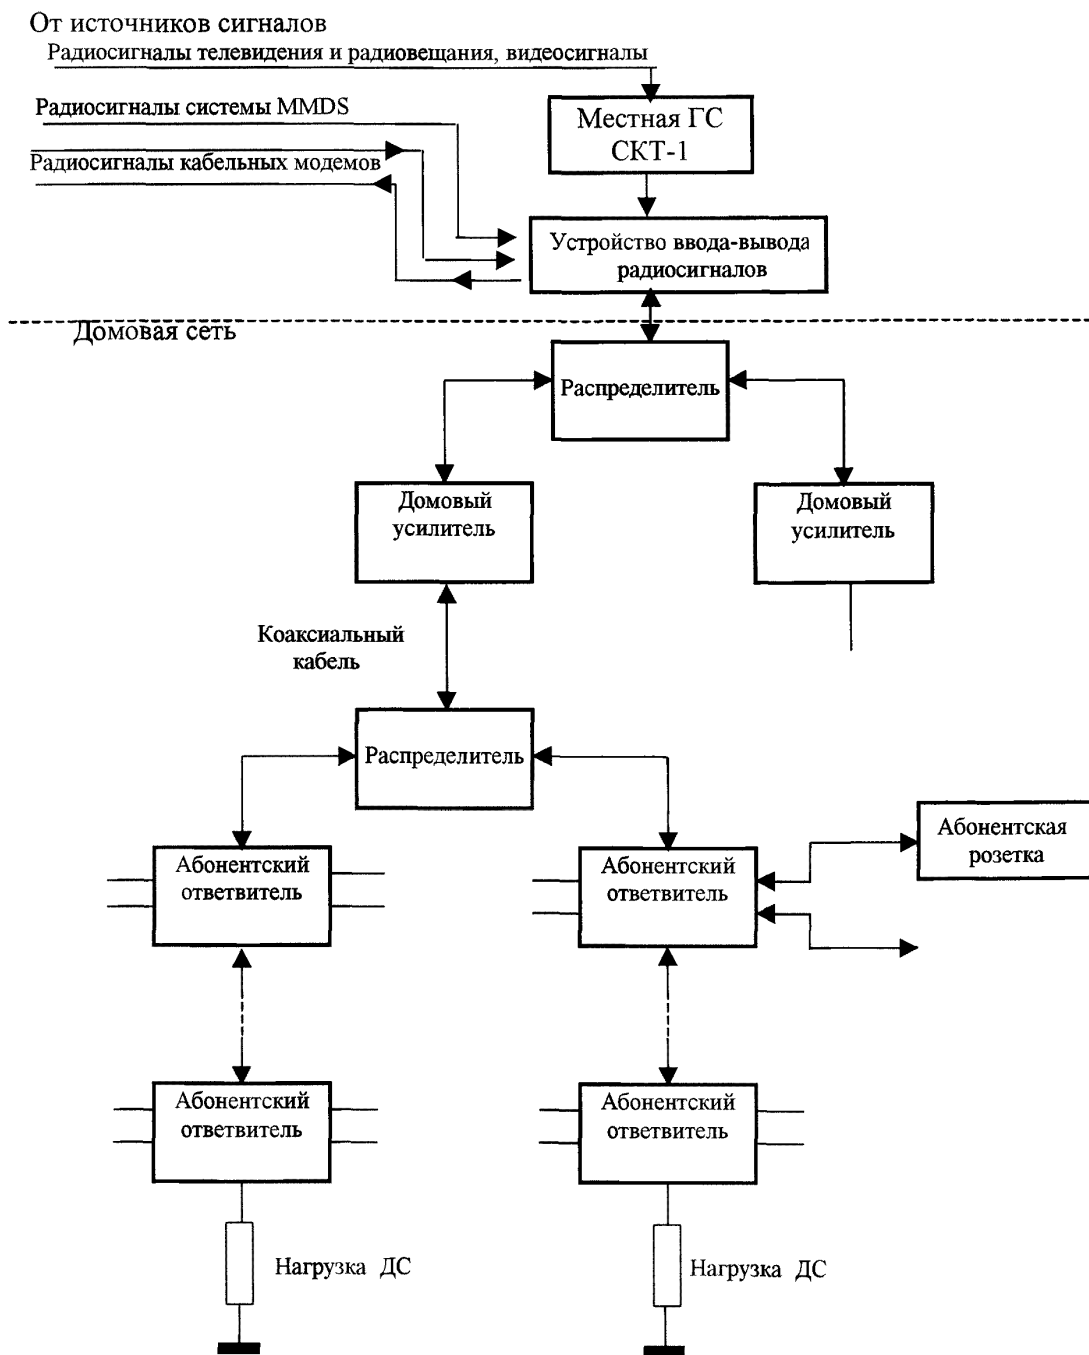 От источников сигналов
Радиосигналы телевидения и радиовещания, видеосигналы
Радиосигналы системы MMDS
Местная ГС
СКТ-1
Радиосигналы кабельных модемов
Устройство ввода-вывода
радиосигналов
Домовая сеть
Распределитель
Домовый
усилитель
Домовый
усилитель
Коаксиальный
кабель
Распределитель
Абонентская
розетка
Абонентский
ответвитель
Абонентский
ответвитель
Абонентский
ответвитель
Абонентский
ответвитель
Нагрузка ДС
Нагрузка ДС